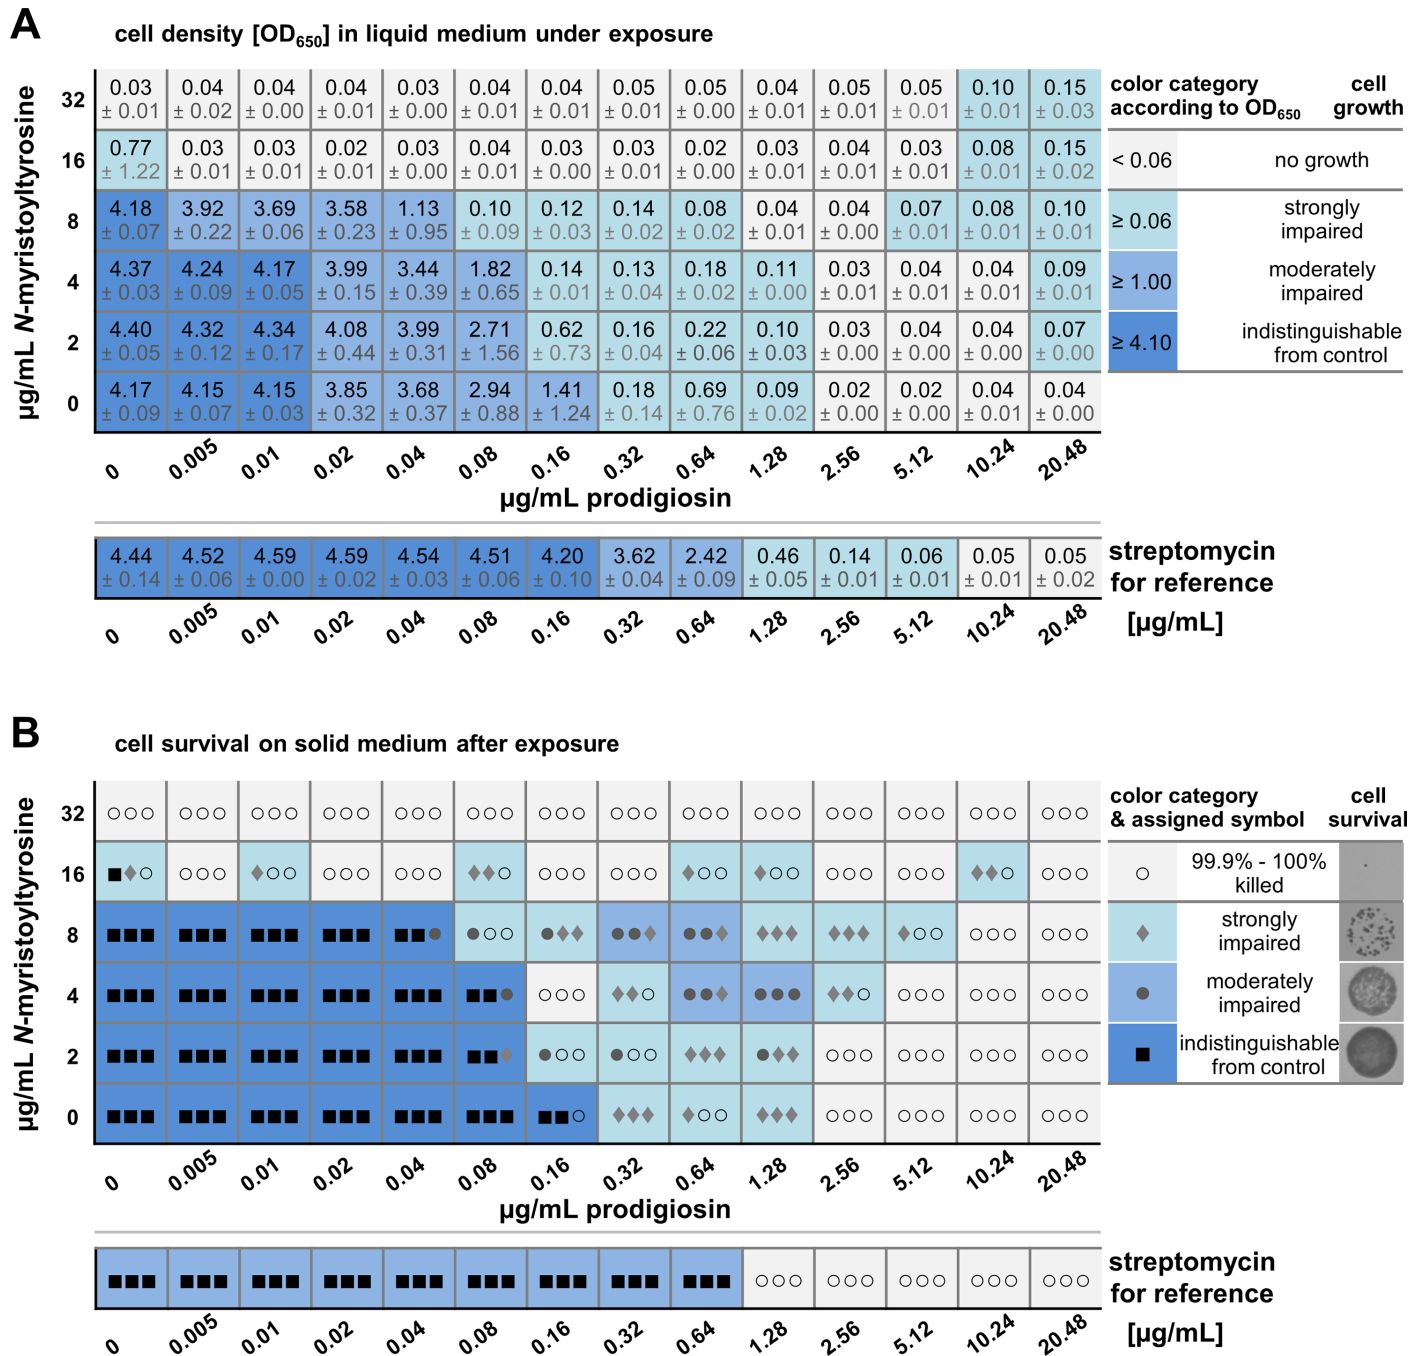 A
cell density [OD650] in liquid medium under exposure
µg/mL N-myristoyltyrosine
32
0.03 0.04 0.04 0.04 0.03 0.04 0.04 0.05 0.05 0.04 0.05 0.05 0.10 0.15
± 0.01 ± 0.02 ± 0.00 ± 0.01 ± 0.00 ± 0.01 ± 0.01 ± 0.01 ± 0.00 ± 0.01 ± 0.01 ± 0.01 ± 0.01 ± 0.03
16
0.77 0.03 0.03 0.02 0.03 0.04 0.03 0.03 0.02 0.03 0.04 0.03 0.08 0.15
± 1.22 ± 0.01 ± 0.01 ± 0.01 ± 0.00 ± 0.01 ± 0.00 ± 0.01 ± 0.00 ± 0.01 ± 0.01 ± 0.01 ± 0.01 ± 0.02
8
4.18 3.92 3.69 3.58 1.13 0.10 0.12 0.14 0.08 0.04 0.04 0.07 0.08 0.10
± 0.07 ± 0.22 ± 0.06 ± 0.23 ± 0.95 ± 0.09 ± 0.03 ± 0.02 ± 0.02 ± 0.01 ± 0.00 ± 0.01 ± 0.01 ± 0.01
4
4.37 4.24 4.17 3.99 3.44 1.82 0.14 0.13 0.18 0.11 0.03 0.04 0.04 0.09
± 0.03 ± 0.09 ± 0.05 ± 0.15 ± 0.39 ± 0.65 ± 0.01 ± 0.04 ± 0.02 ± 0.00 ± 0.01 ± 0.01 ± 0.01 ± 0.01
2
4.40 4.32 4.34 4.08 3.99 2.71 0.62 0.16 0.22 0.10 0.03 0.04 0.04 0.07
± 0.05 ± 0.12 ± 0.17 ± 0.44 ± 0.31 ± 1.56 ± 0.73 ± 0.04 ± 0.06 ± 0.03 ± 0.00 ± 0.00 ± 0.00 ± 0.00
0
4.17 4.15 4.15 3.85 3.68 2.94 1.41 0.18 0.69 0.09 0.02 0.02 0.04 0.04
± 0.09 ± 0.07 ± 0.03 ± 0.32 ± 0.37 ± 0.88 ± 1.24 ± 0.14 ± 0.76 ± 0.02 ± 0.00 ± 0.00 ± 0.01 ± 0.00
0 0.005 0.01 0.02 0.04 0.08 0.16 0.32 0.64 1.28 2.56 5.12 10.24 20.48
µg/mL prodigiosin
color category cell
according to OD650 growth
< 0.06 no growth
≥ 0.06 strongly
impaired
≥ 1.00 moderately
impaired
≥ 4.10 indistinguishable
from control
4.44 4.52 4.59 4.59 4.54 4.51 4.20 3.62 2.42 0.46 0.14 0.06 0.05 0.05
± 0.14 ± 0.06 ± 0.00 ± 0.02 ± 0.03 ± 0.06 ± 0.10 ± 0.04 ± 0.09 ± 0.05 ± 0.01 ± 0.01 ± 0.01 ± 0.02
0 0.005 0.01 0.02 0.04 0.08 0.16 0.32 0.64 1.28 2.56 5.12 10.24 20.48
streptomycin
for reference
[µg/mL]
B
cell survival on solid medium after exposure
µg/mL N-myristoyltyrosine
32
16
8
4
2
0
0 0.005 0.01 0.02 0.04 0.08 0.16 0.32 0.64 1.28 2.56 5.12 10.24 20.48
µg/mL prodigiosin
color category cell
& assigned symbol survival
99.9% - 100%
killed
strongly
impaired
moderately
impaired
indistinguishable
from control
0 0.005 0.01 0.02 0.04 0.08 0.16 0.32 0.64 1.28 2.56 5.12 10.24 20.48
streptomycin
for reference
[µg/mL]